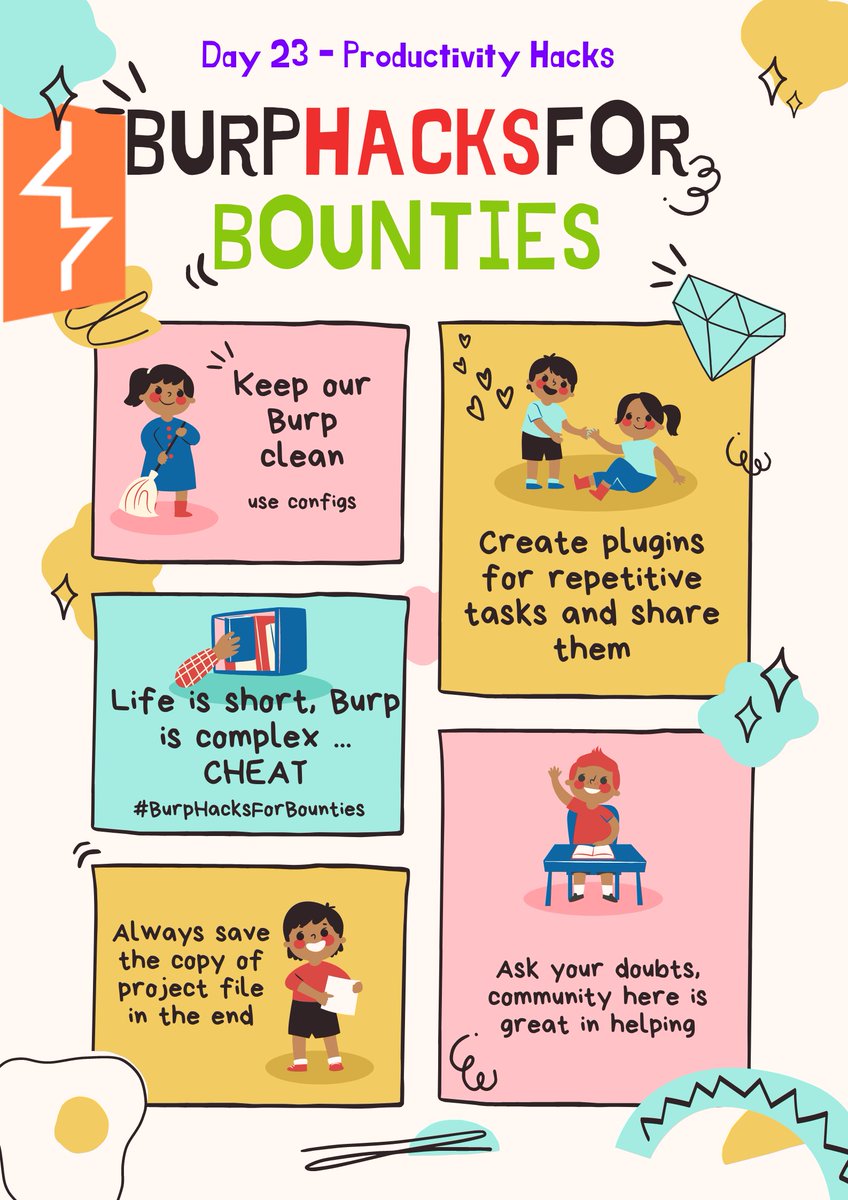 Day 23 - Productivity Hacks
BURPHACKSFOR
BOUNTIES
Keep our
Burp
clean
use configs
Create plugins
for repetitive
tasks and share
them
Life is short, Burp
is complex ...
CHEAT
#BurpHacksForBounties
Always save
the copy of
project file
in the end
Ask your doubts,
community here is
great in helping